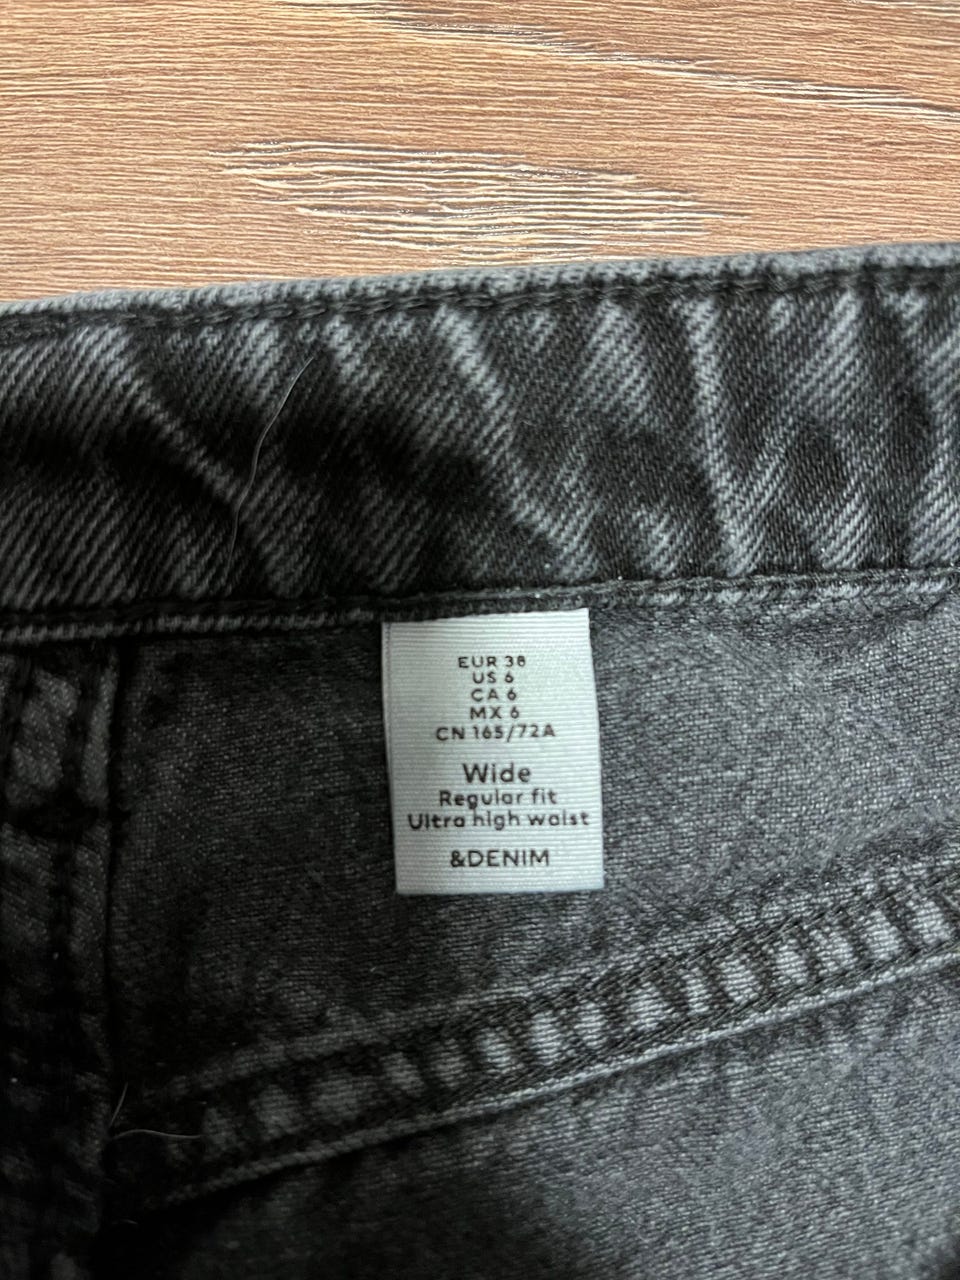 EUR 38
US 6
CA 6
MX 6
CN 165/72A
Wide
Regular fit
Ultra high waist
&DENIM